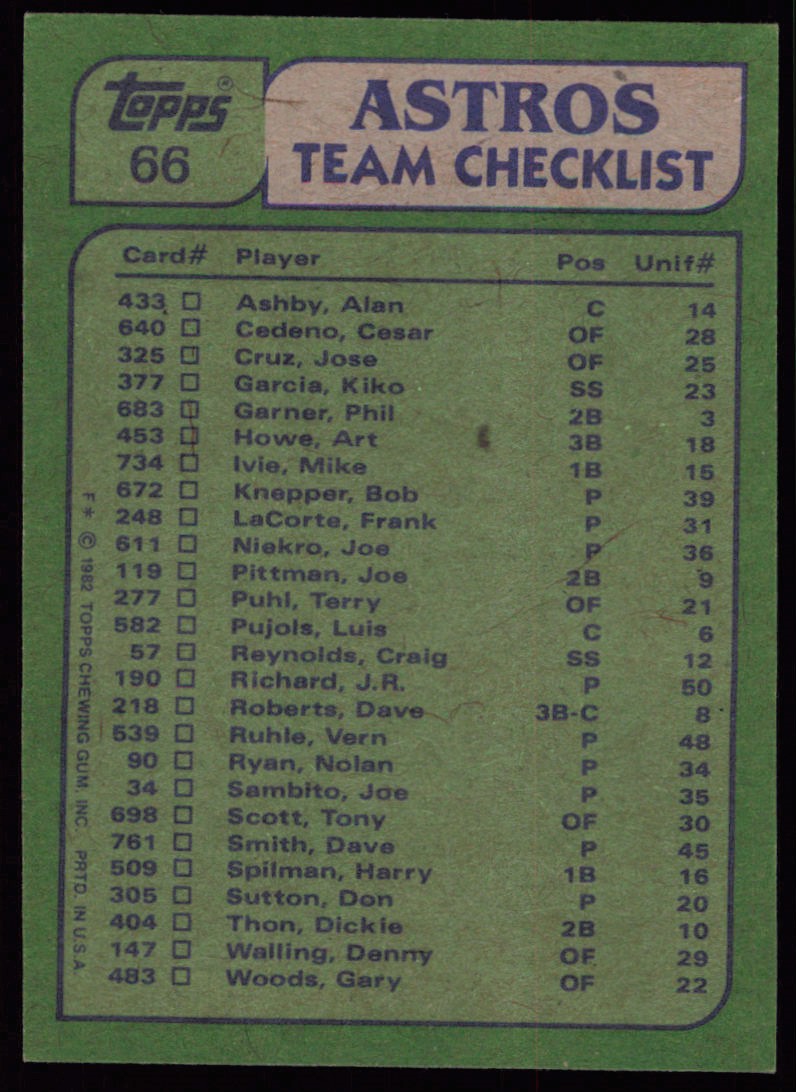 topps®
66
ASTROS
TEAM CHECKLIST
Card# Player Pos Unif#
433 □ Ashby, Alan C 14
640 □ Cedeno, Cesar OF 28
325 □ Cruz, Jose OF 25
377 □ Garcia, Kiko SS 23
683 □ Garner, Phil 2B 3
453 □ Howe, Art 3B 18
734 □ Ivie, Mike 1B 15
672 □ Knepper, Bob P 39
248 □ LaCorte, Frank P 31
611 □ Niekro, Joe P 36
119 □ Pittman, Joe 2B 9
277 □ Puhl, Terry OF 21
582 □ Pujols, Luis C 6
57 □ Reynolds, Craig SS 12
190 □ Richard, J.R. P 50
218 □ Roberts, Dave 3B-C 8
539 □ Ruhle, Vern P 48
90 □ Ryan, Nolan P 34
34 □ Sambito, Joe P 35
698 □ Scott, Tony OF 30
761 □ Smith, Dave P 45
509 □ Spilman, Harry 1B 16
305 □ Sutton, Don P 20
404 □ Thon, Dickie 2B 10
147 □ Walling, Denny OF 29
483 □ Woods, Gary OF 22
F* © 1982 TOPPS CHEWING GUM, INC. PRTD. IN U.S.A